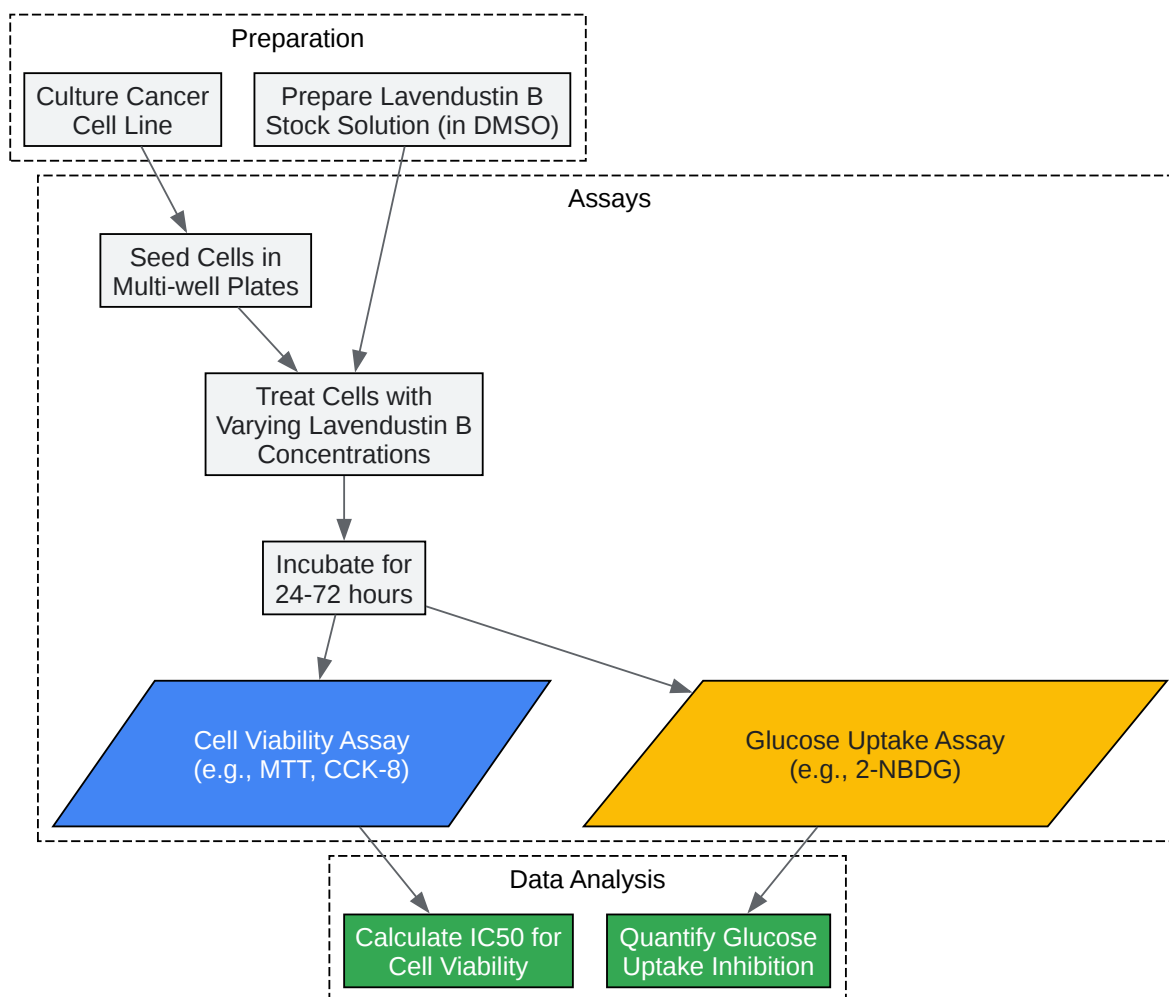 Preparation
Culture Cancer
Cell Line
Prepare Lavendustin B
Stock Solution (in DMSO)
Assays
Seed Cells in
Multi-well Plates
Treat Cells with
Varying Lavendustin B
Concentrations
Incubate for
24-72 hours
Cell Viability Assay
(e.g., MTT, CCK-8)
Glucose Uptake Assay
(e.g., 2-NBDG)
Data Analysis
Calculate IC50 for
Cell Viability
Quantify Glucose
Uptake Inhibition